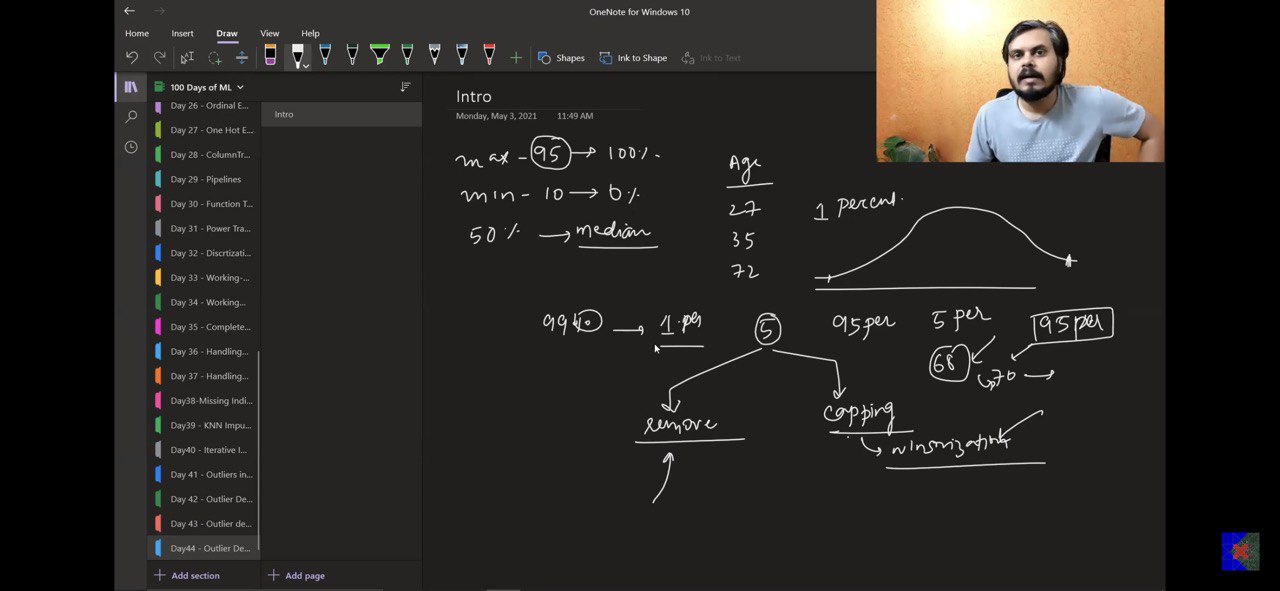 OneNote for Windows 10
Home Insert Draw View Help
Shapes Ink to Shape Ink to Text
100 Days of ML
Day 26 - Ordinal E...
Day 27 - One Hot E...
Day 28 - ColumnTr...
Day 29 - Pipelines
Day 30 - Function T...
Day 31 - Power Tra...
Day 32 - Discrtizati...
Day 33 - Working-...
Day 34 - Working...
Day 35 - Complete...
Day 36 - Handling...
Day 37 - Handling...
Day38-Missing Indi...
Day39 - KNN Impu...
Day40 - Iterative I...
Day 41 - Outliers in...
Day 42 - Outlier De...
Day 43 - Outlier de...
Day44 - Outlier De...
Add section
Intro
Add page
Intro
Monday, May 3, 2021 11:49 AM
max - 95 → 100%
min - 10 → 0%
50% → median
Age
27
35
72
1 percent.
1 per
5
95 per
5 per
95 per
68
70 →
remove
capping